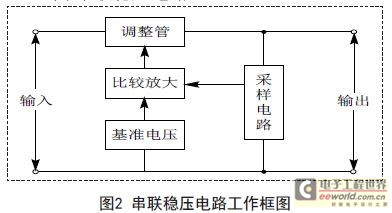 调整管
比较放大
基准电压
采样电路
输入
输出
图2 串联稳压电路工作框图
电子工程世界
eeworld.com.cn